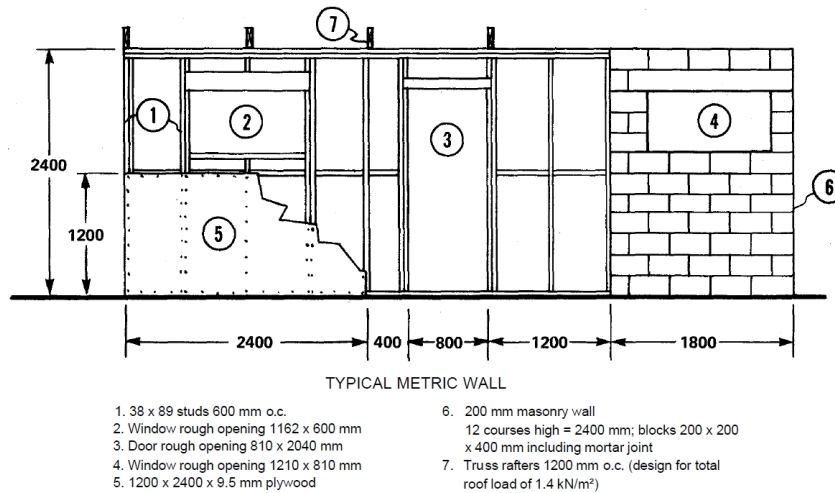 7
1
2
3
4
2400
6
1200
5
2400
400
800
1200
1800
TYPICAL METRIC WALL
1. 38 x 89 studs 600 mm o.c.
2. Window rough opening 1162 x 600 mm
3. Door rough opening 810 x 2040 mm
4. Window rough opening 1210 x 810 mm
5. 1200 x 2400 x 9.5 mm plywood
6. 200 mm masonry wall
12 courses high = 2400 mm; blocks 200 x 200
x 400 mm including mortar joint
7. Truss rafters 1200 mm o.c. (design for total
roof load of 1.4 kN/m²)